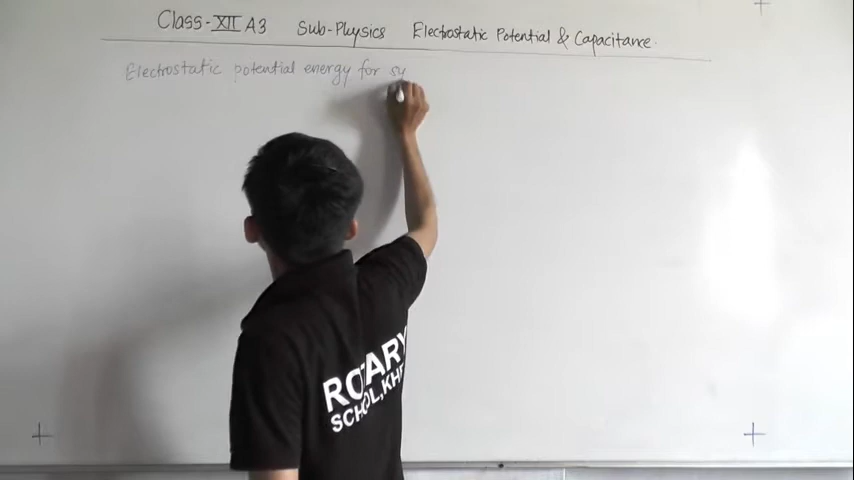 Class-XII A3 Sub-Physics Electrostatic Potential & Capacitance.
Electrostatic potential energy for sy
ROTARY
SCHOOL, KH